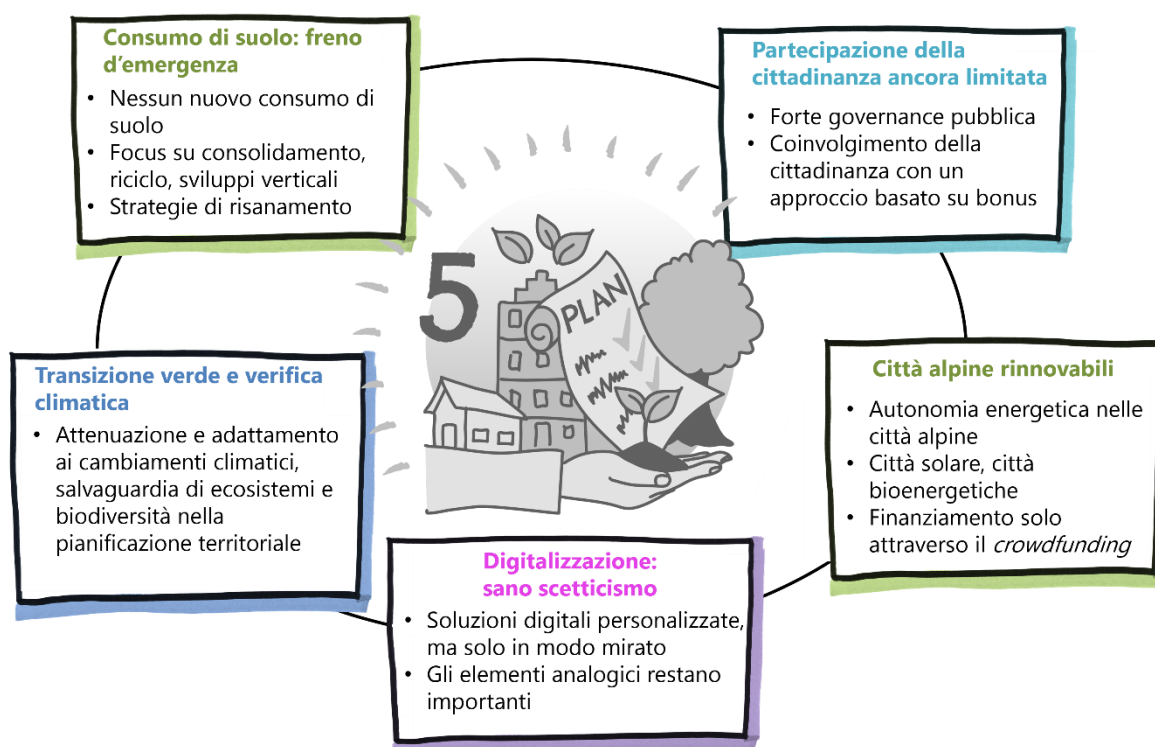 Consumo di suolo: freno
d’emergenza
• Nessun nuovo consumo di
suolo
• Focus su consolidamento,
riciclo, sviluppi verticali
• Strategie di risanamento
Partecipazione della
cittadinanza ancora limitata
• Forte governance pubblica
• Coinvolgimento della
cittadinanza con un
approccio basato su bonus
5
PLAN
Transizione verde e verifica
climatica
• Attenuazione e adattamento
ai cambiamenti climatici,
salvaguardia di ecosistemi e
biodiversità nella
pianificazione territoriale
Città alpine rinnovabili
• Autonomia energetica nelle
città alpine
• Città solare, città
bioenergetiche
• Finanziamento solo
attraverso il crowdfunding
Digitalizzazione:
sano scetticismo
• Soluzioni digitali personalizzate,
ma solo in modo mirato
• Gli elementi analogici restano
importanti